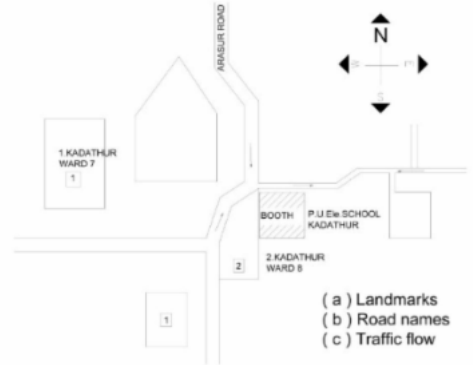 ARASUR ROAD
N
W
E
S
1.KADATHUR
WARD 7
1
BOOTH
P.U.Ele.SCHOOL
KADATHUR
2.KADATHUR
WARD 8
2
1
( a ) Landmarks
( b ) Road names
( c ) Traffic flow